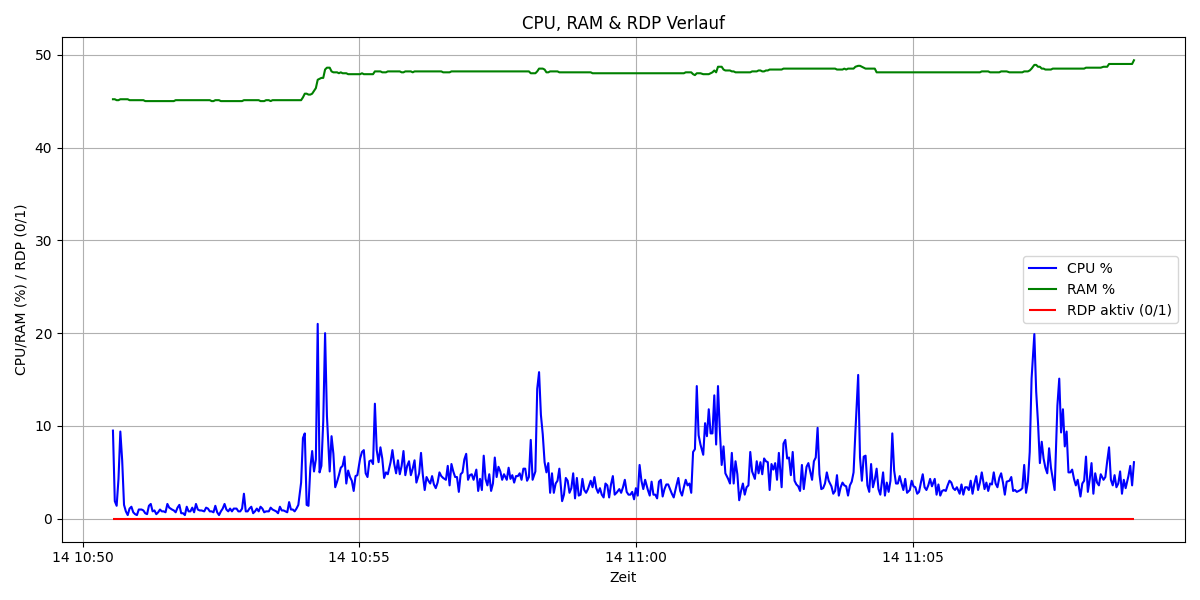 CPU, RAM & RDP Verlauf
CPU/RAM (%) / RDP (0/1)
50
40
30
20
10
0
CPU %
RAM %
RDP aktiv (0/1)
14 10:50
14 10:55
14 11:00
14 11:05
Zeit